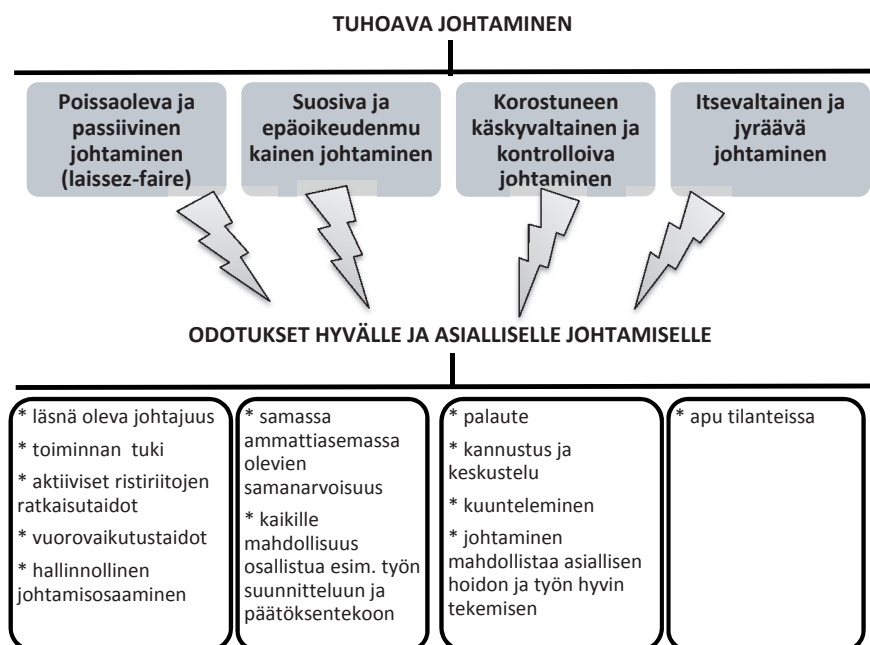 TUHOAVA JOHTAMINEN
Poissaoleva ja
passiivinen
johtaminen
(laissez-faire)
Suosiva ja
epäoikeudenmu
kainen johtaminen
Korostuneen
käskyvaltainen ja
kontrolloiva
johtaminen
Itsevaltainen ja
jyräävä
johtaminen
ODOTUKSET HYVÄLLE JA ASIALLISELLE JOHTAMISELLE
* läsnä oleva johtajuus
* toiminnan tuki
* aktiiviset ristiriitojen
ratkaisutaidot
* vuorovaikutustaidot
* hallinnollinen
johtamisosaaminen
* samassa
ammattiasemassa
olevien
samanarvoisuus
* kaikille
mahdollisuus
osallistua esim. työn
suunnitteluun ja
päätöksentekoon
* palaute
* kannustus ja
keskustelu
* kuunteleminen
* johtaminen
mahdollistaa asiallisen
hoidon ja työn hyvin
tekemisen
* apu tilanteissa